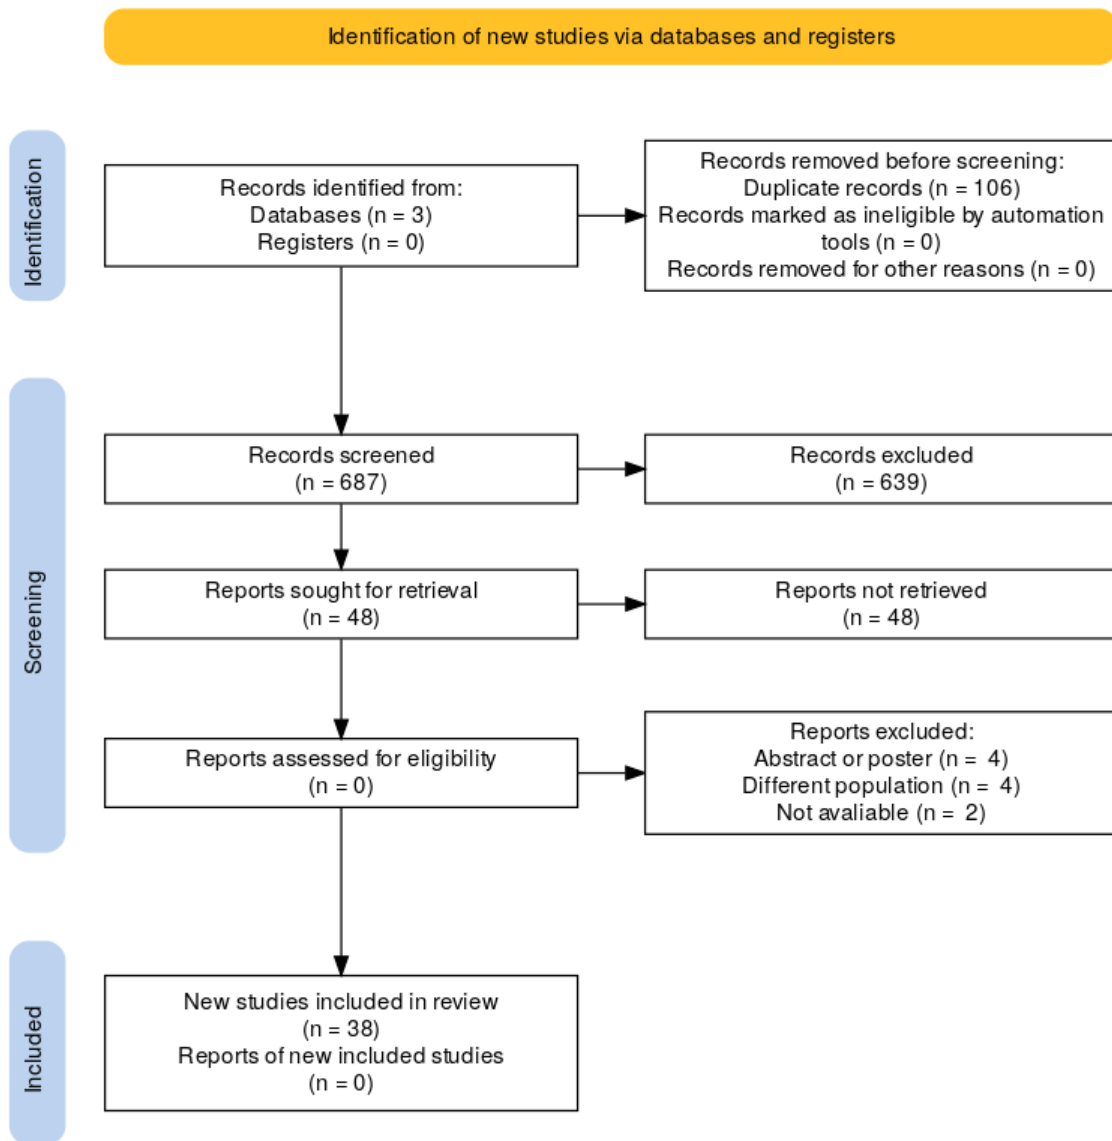 Identification of new studies via databases and registers
Identification
Records identified from:
Databases (n = 3)
Registers (n = 0)
Records removed before screening:
Duplicate records (n = 106)
Records marked as ineligible by automation
tools (n = 0)
Records removed for other reasons (n = 0)
Screening
Records screened
(n = 687)
Records excluded
(n = 639)
Reports sought for retrieval
(n = 48)
Reports not retrieved
(n = 48)
Reports assessed for eligibility
(n = 0)
Reports excluded:
Abstract or poster (n = 4)
Different population (n = 4)
Not avaliable (n = 2)
Included
New studies included in review
(n = 38)
Reports of new included studies
(n = 0)